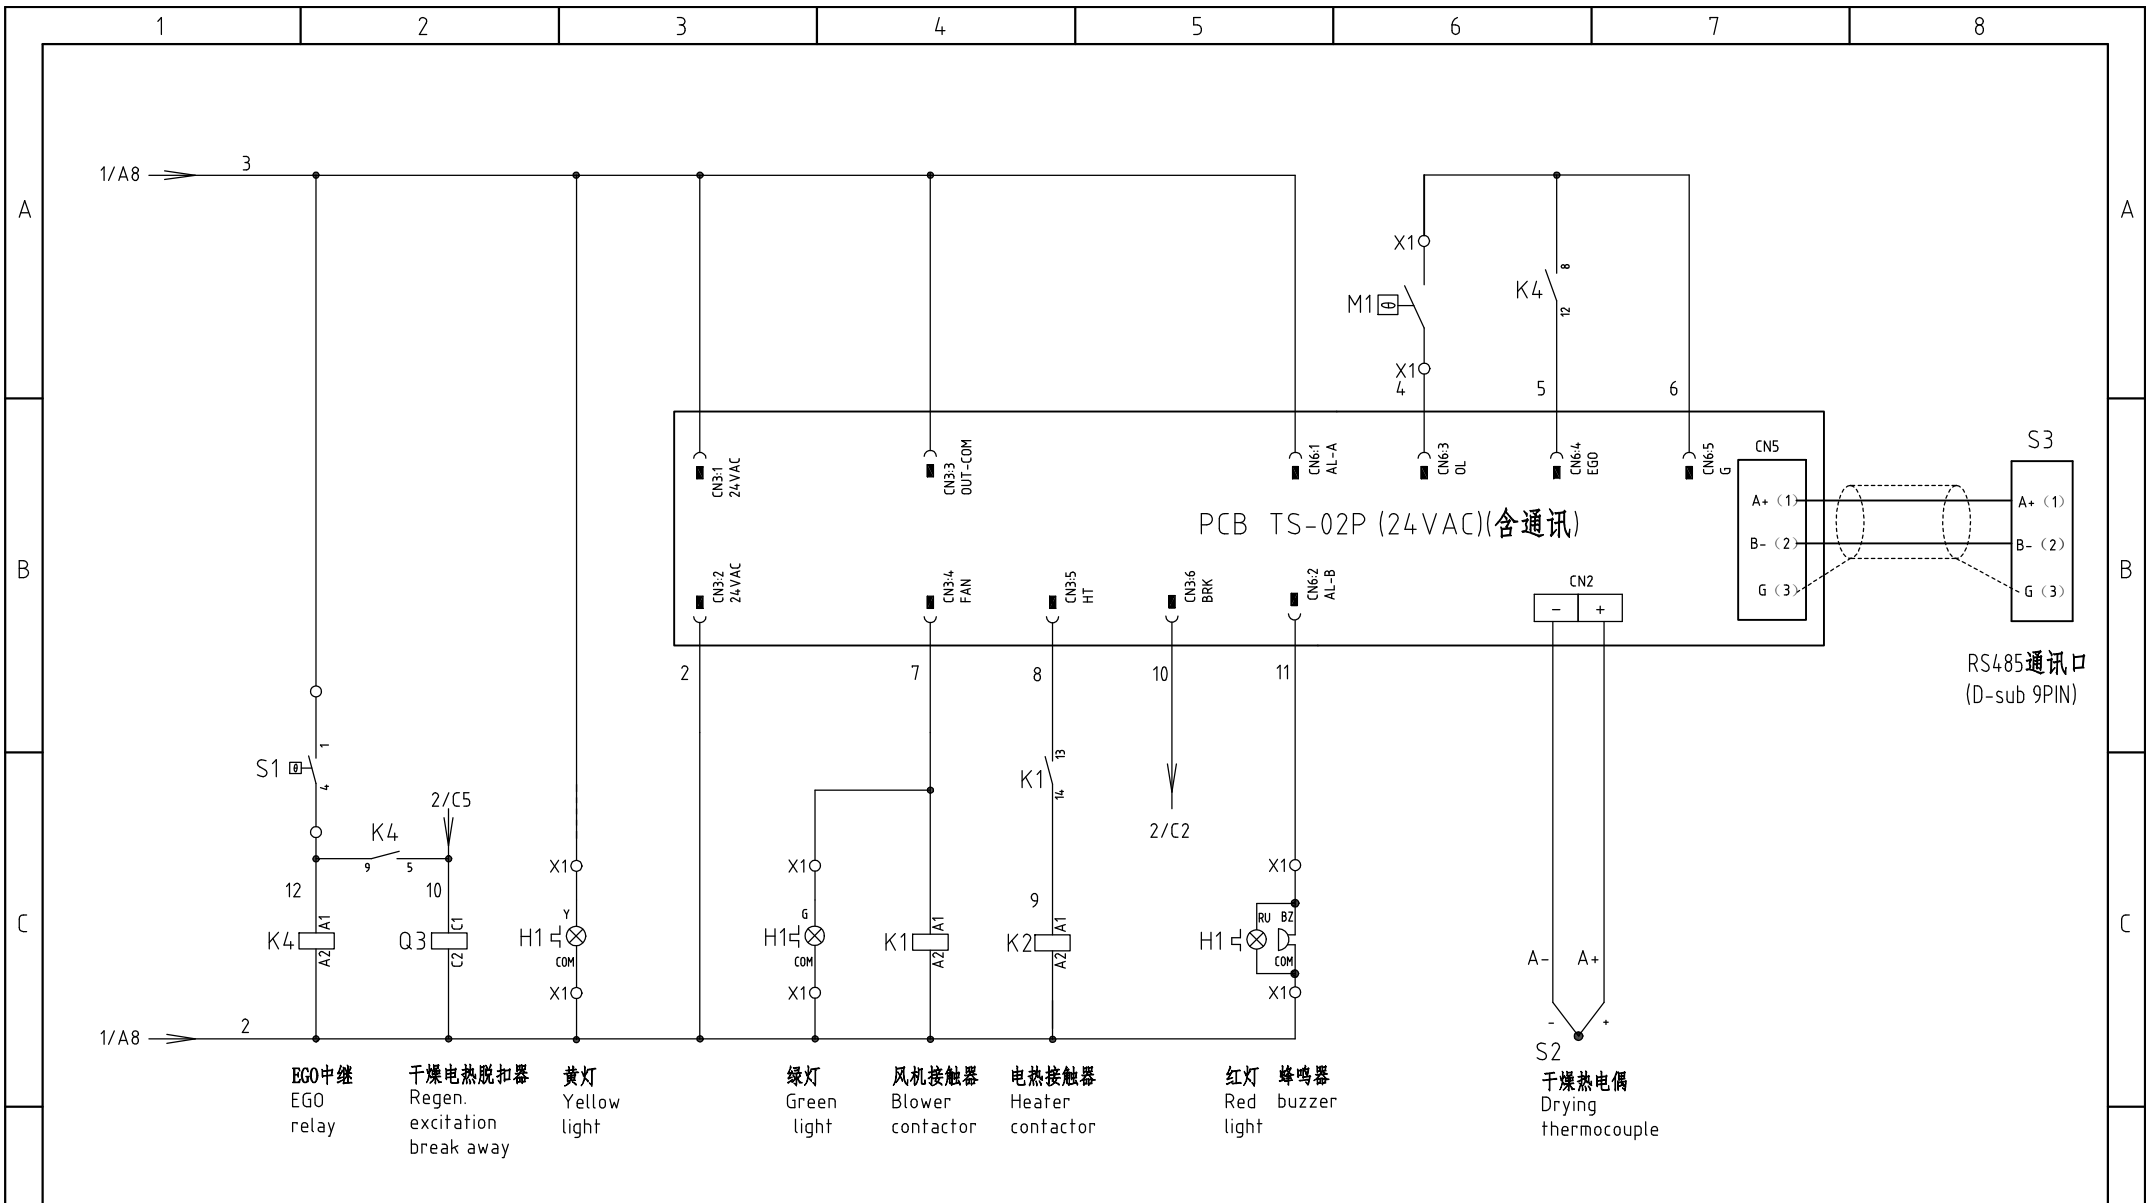 1 2 3 4 5 6 7 8
1/A8 3
A A
X1
M1 θ
K4 8
12
X1
4 5 6
CN3:1
24VAC
CN3:3
OUT-COM
CN6:1
AL-A
CN6:3
OL
CN6:4
EGO
CN6:5
G
CN5
S3
A+ (1) A+ (1)
PCB TS-02P (24VAC)(含通讯)
B- (2) B- (2)
B B
G (3) G (3)
CN3:2
24VAC
CN3:4
FAN
CN3:5
HT
CN3:6
BRK
CN6:2
AL-B
CN2
- +
RS485通讯口
(D-sub 9PIN)
2 7 8 10 11
S1 θ 1
4
K1 13
14
2/C5
2/C2
K4
9 5
X1 X1 X1
12 10 9
C C
K4 A1
A2
Q3 C1
C2
H1 Y
COM
H1 G
COM
K1 A1
A2
K2 A1
A2
H1 RU BZ
COM
A- A+
X1 X1 X1
1/A8 2
- +
S2
EGO中继
EGO
relay
干燥电热脱扣器
Regen.
excitation
break away
黄灯
Yellow
light
绿灯
Green
light
风机接触器
Blower
contactor
电热接触器
Heater
contactor
红灯
Red
light
蜂鸣器
buzzer
干燥热电偶
Drying
thermocouple